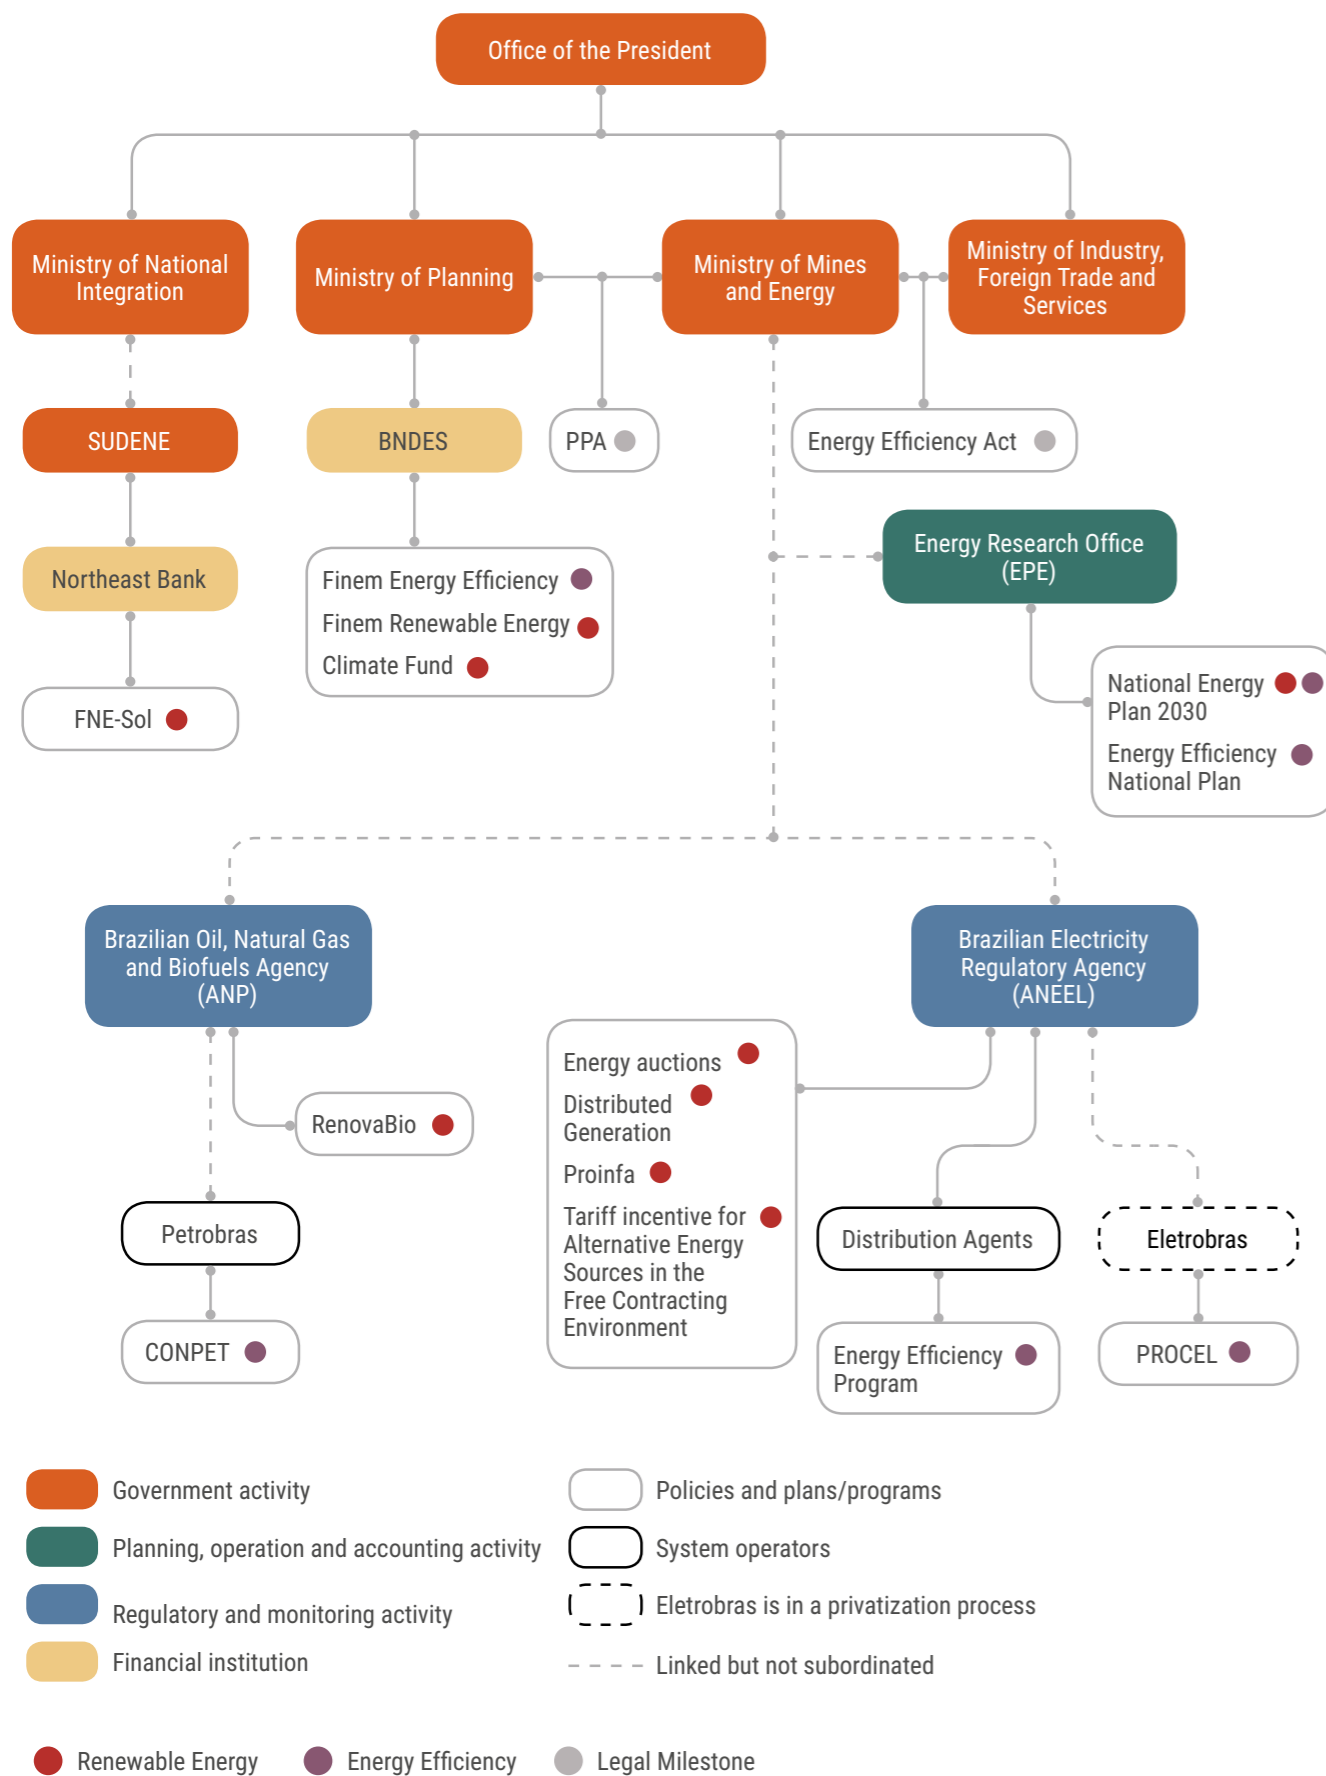 Office of the President
Ministry of National
Integration
Ministry of Planning
Ministry of Mines
and Energy
Ministry of Industry,
Foreign Trade and
Services
SUDENE
BNDES
PPA
Energy Efficiency Act
Northeast Bank
Finem Energy Efficiency
Finem Renewable Energy
Climate Fund
Energy Research Office
(EPE)
FNE-Sol
National Energy
Plan 2030
Energy Efficiency
National Plan
Brazilian Oil, Natural Gas
and Biofuels Agency
(ANP)
Brazilian Electricity
Regulatory Agency
(ANEEL)
RenovaBio
Petrobras
CONPET
Energy auctions
Distributed
Generation
Proinfa
Tariff incentive for
Alternative Energy
Sources in the
Free Contracting
Environment
Distribution Agents
Energy Efficiency
Program
Eletrobras
PROCEL
Government activity
Planning, operation and accounting activity
Regulatory and monitoring activity
Financial institution
Policies and plans/programs
System operators
Eletrobras is in a privatization process
Linked but not subordinated
Renewable Energy
Energy Efficiency
Legal Milestone